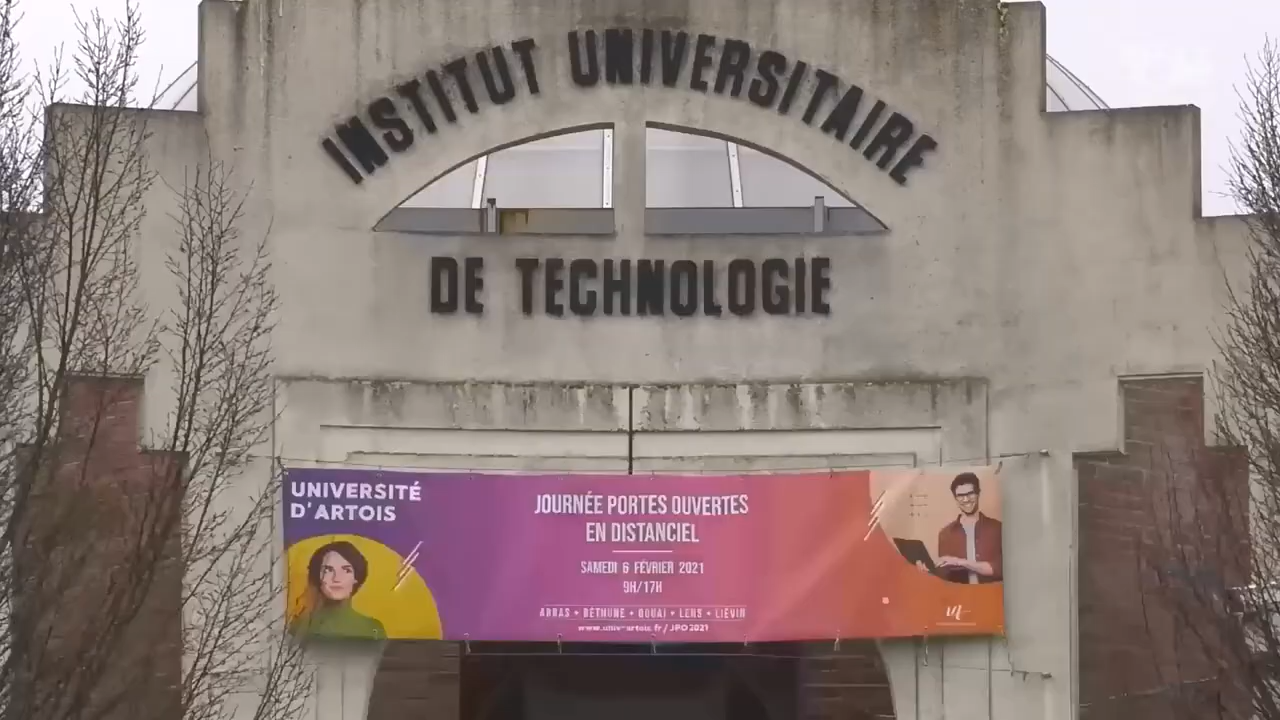 INSTITUT UNIVERSITAIRE
DE TECHNOLOGIE
UNIVERSITÉ
D'ARTOIS
JOURNÉE PORTES OUVERTES
EN DISTANCIEL
SAMEDI 6 FÉVRIER 2021
9H/17H
ARRAS • BÉTHUNE • DOUAI • LENS • LIÉVIN
www.univ-artois.fr/JPO2021